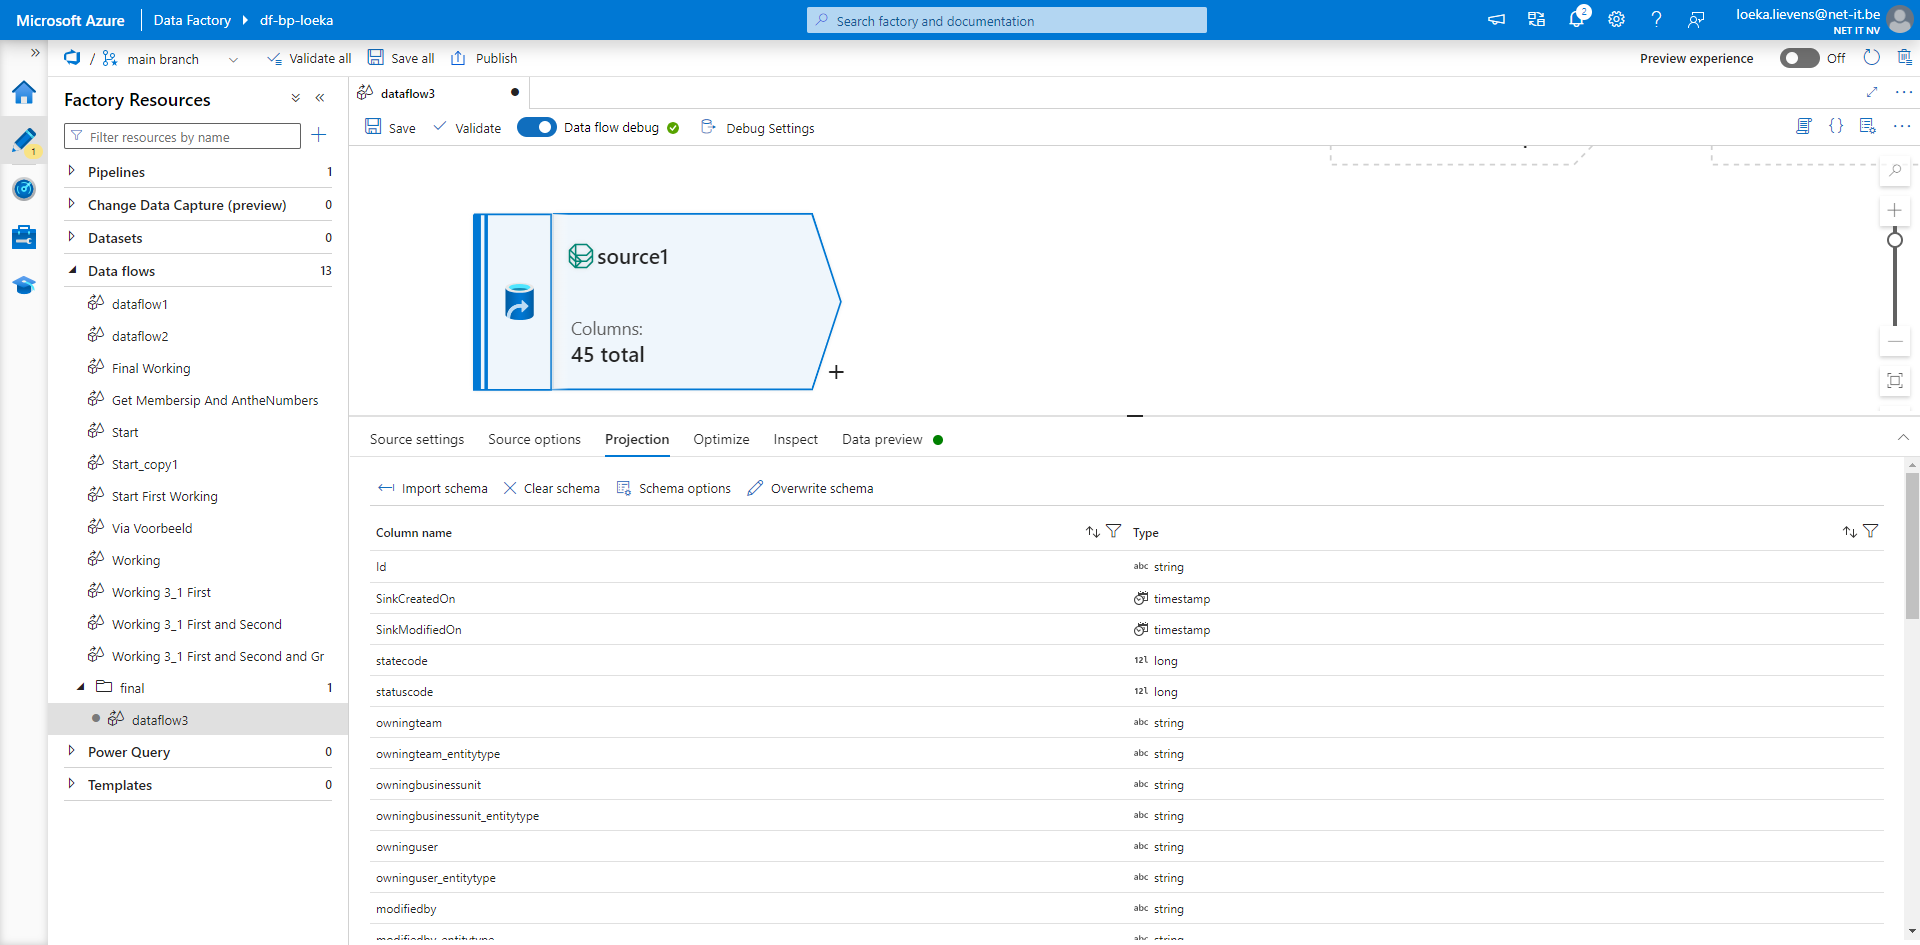 Microsoft Azure
Data Factory
df-bp-loeka
Search factory and documentation
2
loeka.lievens@net-it.be
NET IT NV
/
main branch
Validate all
Save all
Publish
Preview experience
Off
1
Factory Resources
Filter resources by name
Pipelines 1
Change Data Capture (preview) 0
Datasets 0
Data flows 13
dataflow1
dataflow2
Final Working
Get Membersip And AntheNumbers
Start
Start_copy1
Start First Working
Via Voorbeeld
Working
Working 3_1 First
Working 3_1 First and Second
Working 3_1 First and Second and Gr
final 1
dataflow3
Power Query 0
Templates 0
dataflow3
Save
Validate
Data flow debug
Debug Settings
source1
Columns:
45 total
Source settings
Source options
Projection
Optimize
Inspect
Data preview
Import schema
Clear schema
Schema options
Overwrite schema
Column name Type
Id abc string
SinkCreatedOn timestamp
SinkModifiedOn timestamp
statecode 12l long
statuscode 12l long
owningteam abc string
owningteam_entitytype abc string
owningbusinessunit abc string
owningbusinessunit_entitytype abc string
owninguser abc string
owninguser_entitytype abc string
modifiedby abc string
modifiedby_entitytype abc string